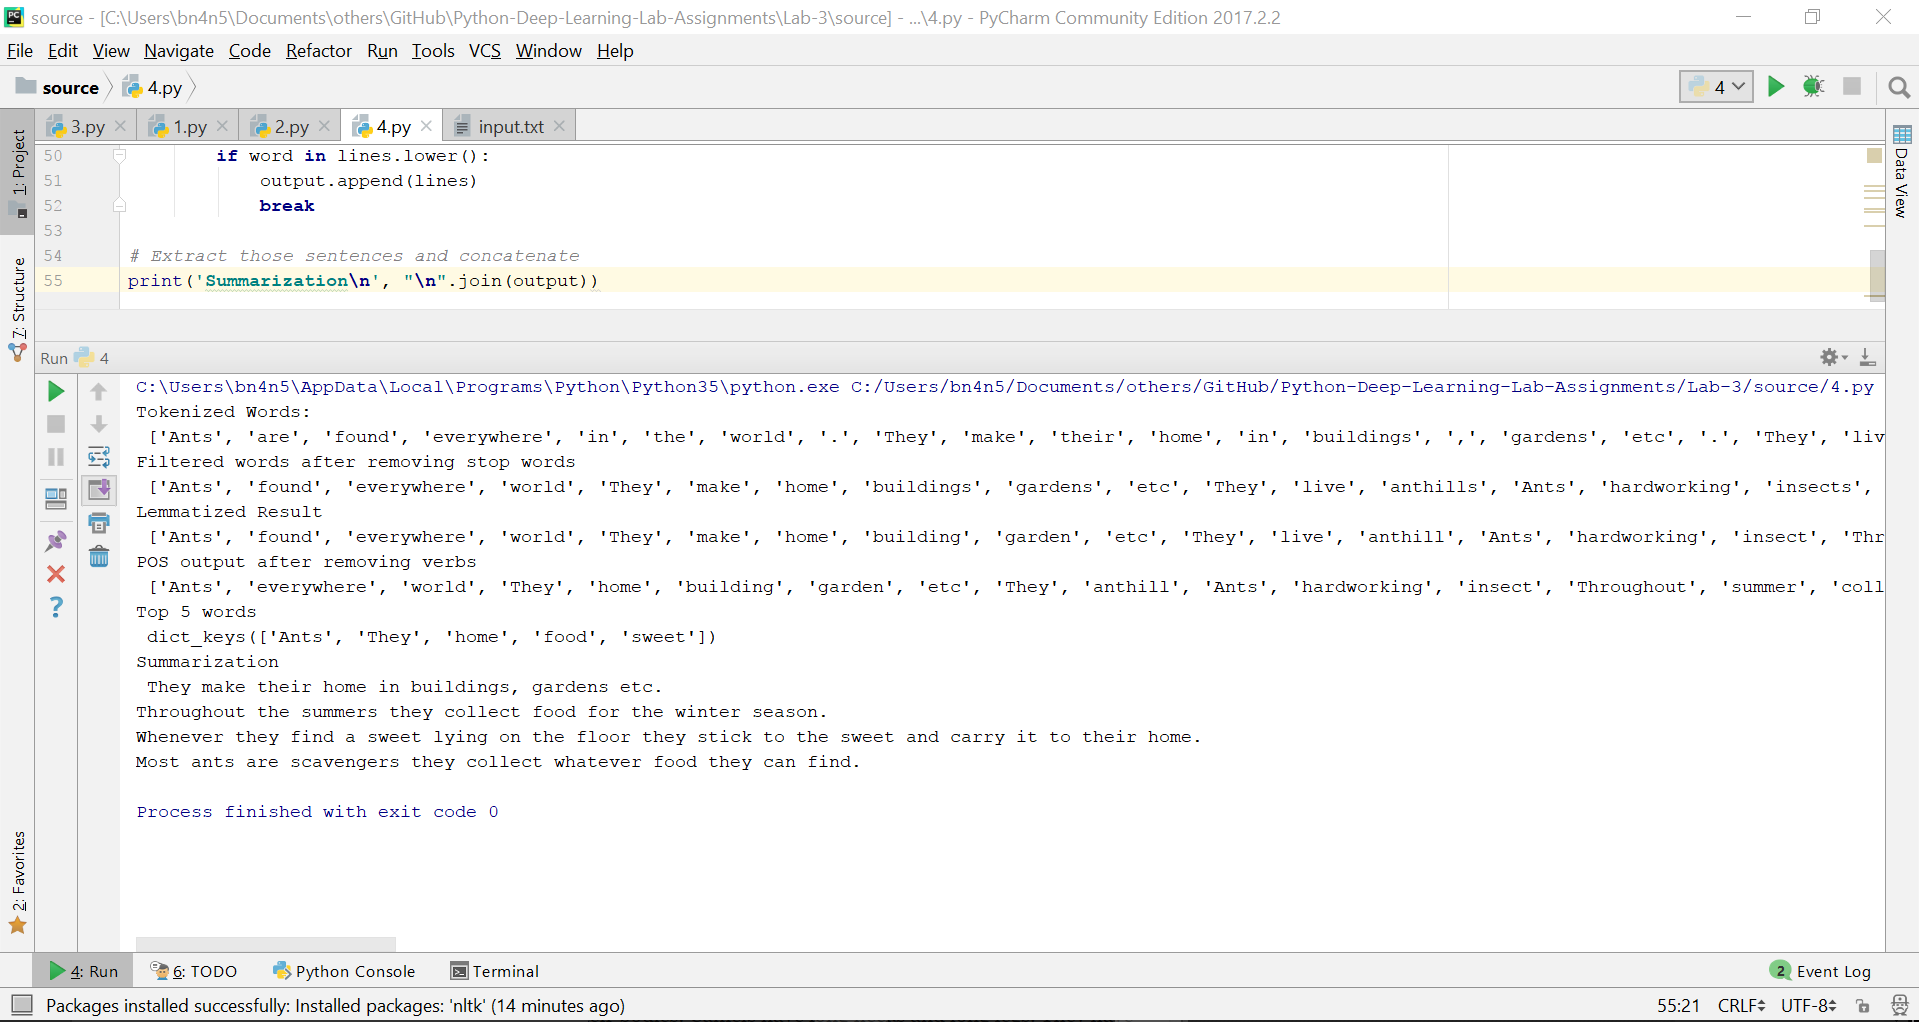 source - [C:\Users\bn4n5\Documents\others\GitHub\Python-Deep-Learning-Lab-Assignments\Lab-3\source] - ...\4.py - PyCharm Community Edition 2017.2.2
File Edit View Navigate Code Refactor Run Tools VCS Window Help
source 4.py 4
3.py 1.py 2.py 4.py input.txt
1: Project
7: Structure
2: Favorites
Data View
50 if word in lines.lower():
51 output.append(lines)
52 break
53
54 # Extract those sentences and concatenate
55 print('Summarization\n', "\n".join(output))
Run 4
C:\Users\bn4n5\AppData\Local\Programs\Python\Python35\python.exe C:/Users/bn4n5/Documents/others/GitHub/Python-Deep-Learning-Lab-Assignments/Lab-3/source/4.py
Tokenized Words:
['Ants', 'are', 'found', 'everywhere', 'in', 'the', 'world', '.', 'They', 'make', 'their', 'home', 'in', 'buildings', ',', 'gardens', 'etc', '.', 'They', 'liv
Filtered words after removing stop words
['Ants', 'found', 'everywhere', 'world', 'They', 'make', 'home', 'buildings', 'gardens', 'etc', 'They', 'live', 'anthills', 'Ants', 'hardworking', 'insects',
Lemmatized Result
['Ants', 'found', 'everywhere', 'world', 'They', 'make', 'home', 'building', 'garden', 'etc', 'They', 'live', 'anthill', 'Ants', 'hardworking', 'insect', 'Thr
POS output after removing verbs
['Ants', 'everywhere', 'world', 'They', 'home', 'building', 'garden', 'etc', 'They', 'anthill', 'Ants', 'hardworking', 'insect', 'Throughout', 'summer', 'coll
Top 5 words
dict_keys(['Ants', 'They', 'home', 'food', 'sweet'])
Summarization
They make their home in buildings, gardens etc.
Throughout the summers they collect food for the winter season.
Whenever they find a sweet lying on the floor they stick to the sweet and carry it to their home.
Most ants are scavengers they collect whatever food they can find.
Process finished with exit code 0
4: Run 6: TODO Python Console Terminal 2 Event Log
Packages installed successfully: Installed packages: 'nltk' (14 minutes ago) 55:21 CRLF UTF-8